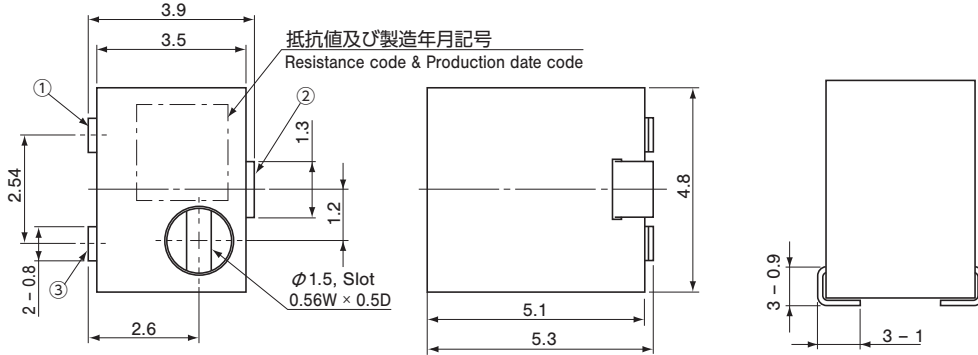 3.9
3.5
抵抗値及び製造年月記号
Resistance code & Production date code
①
②
1.3
2.54
1.2
4.8
③
2 – 0.8
φ1.5, Slot
0.56W × 0.5D
2.6
5.1
5.3
3 – 0.9
3 – 1